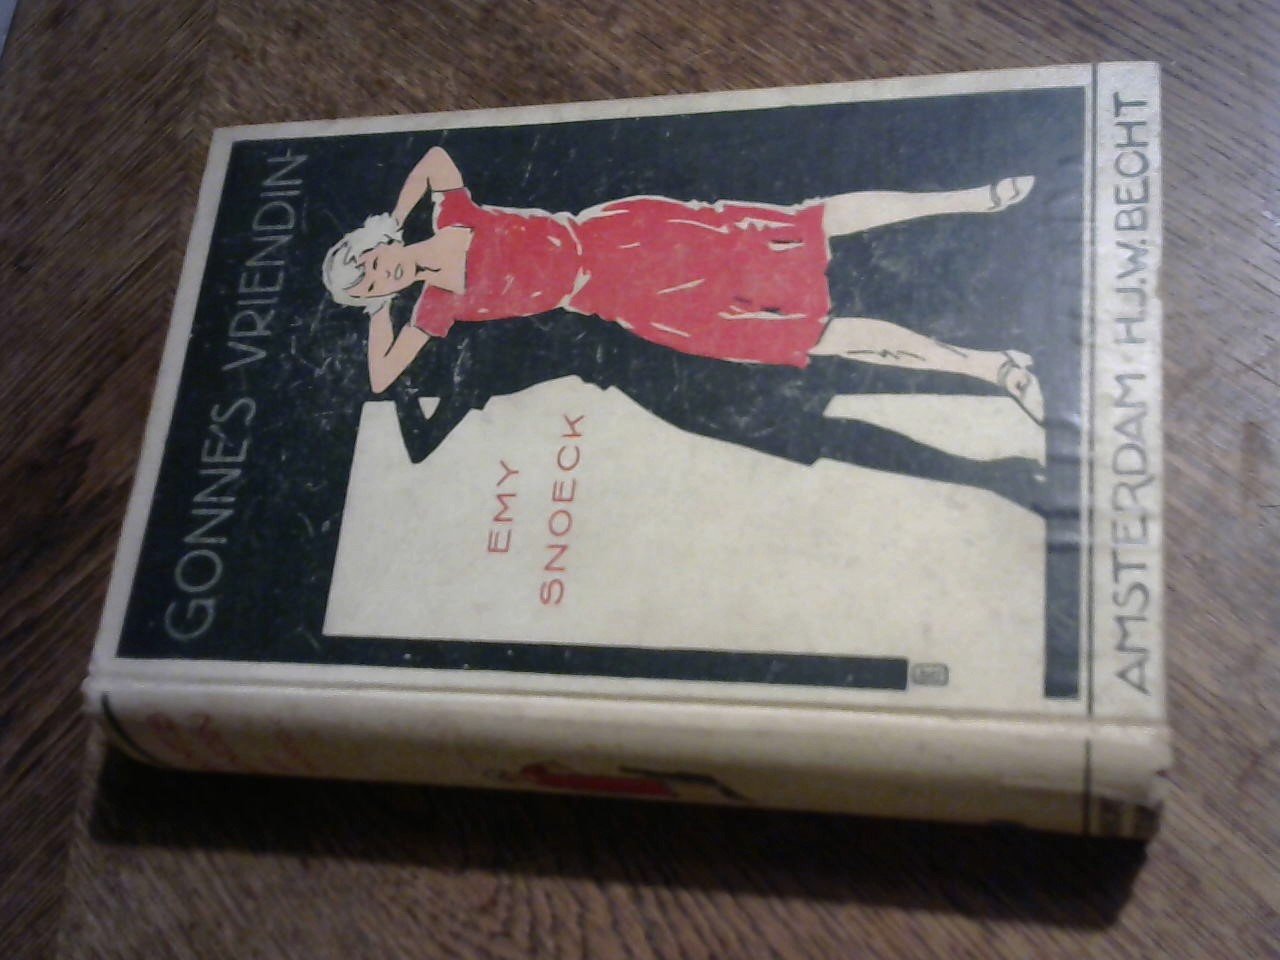 GONNE'S VRIENDIN
EMY
SNOECK
AMSTERDAM · H.J.W. BECHT